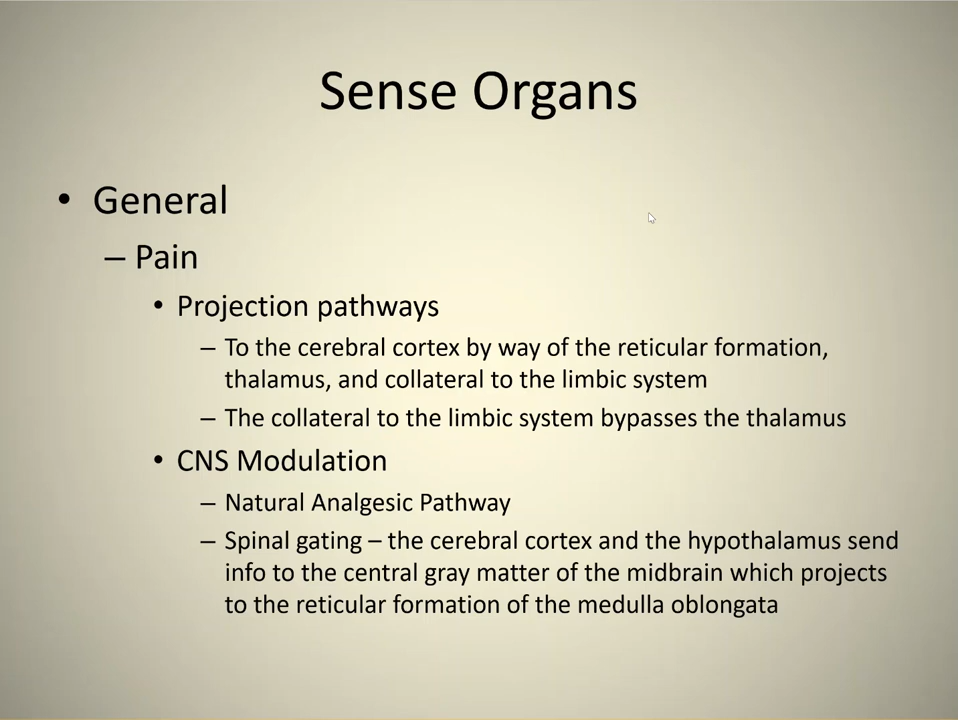 Sense Organs
• General
– Pain
• Projection pathways
– To the cerebral cortex by way of the reticular formation,
thalamus, and collateral to the limbic system
– The collateral to the limbic system bypasses the thalamus
• CNS Modulation
– Natural Analgesic Pathway
– Spinal gating – the cerebral cortex and the hypothalamus send
info to the central gray matter of the midbrain which projects
to the reticular formation of the medulla oblongata